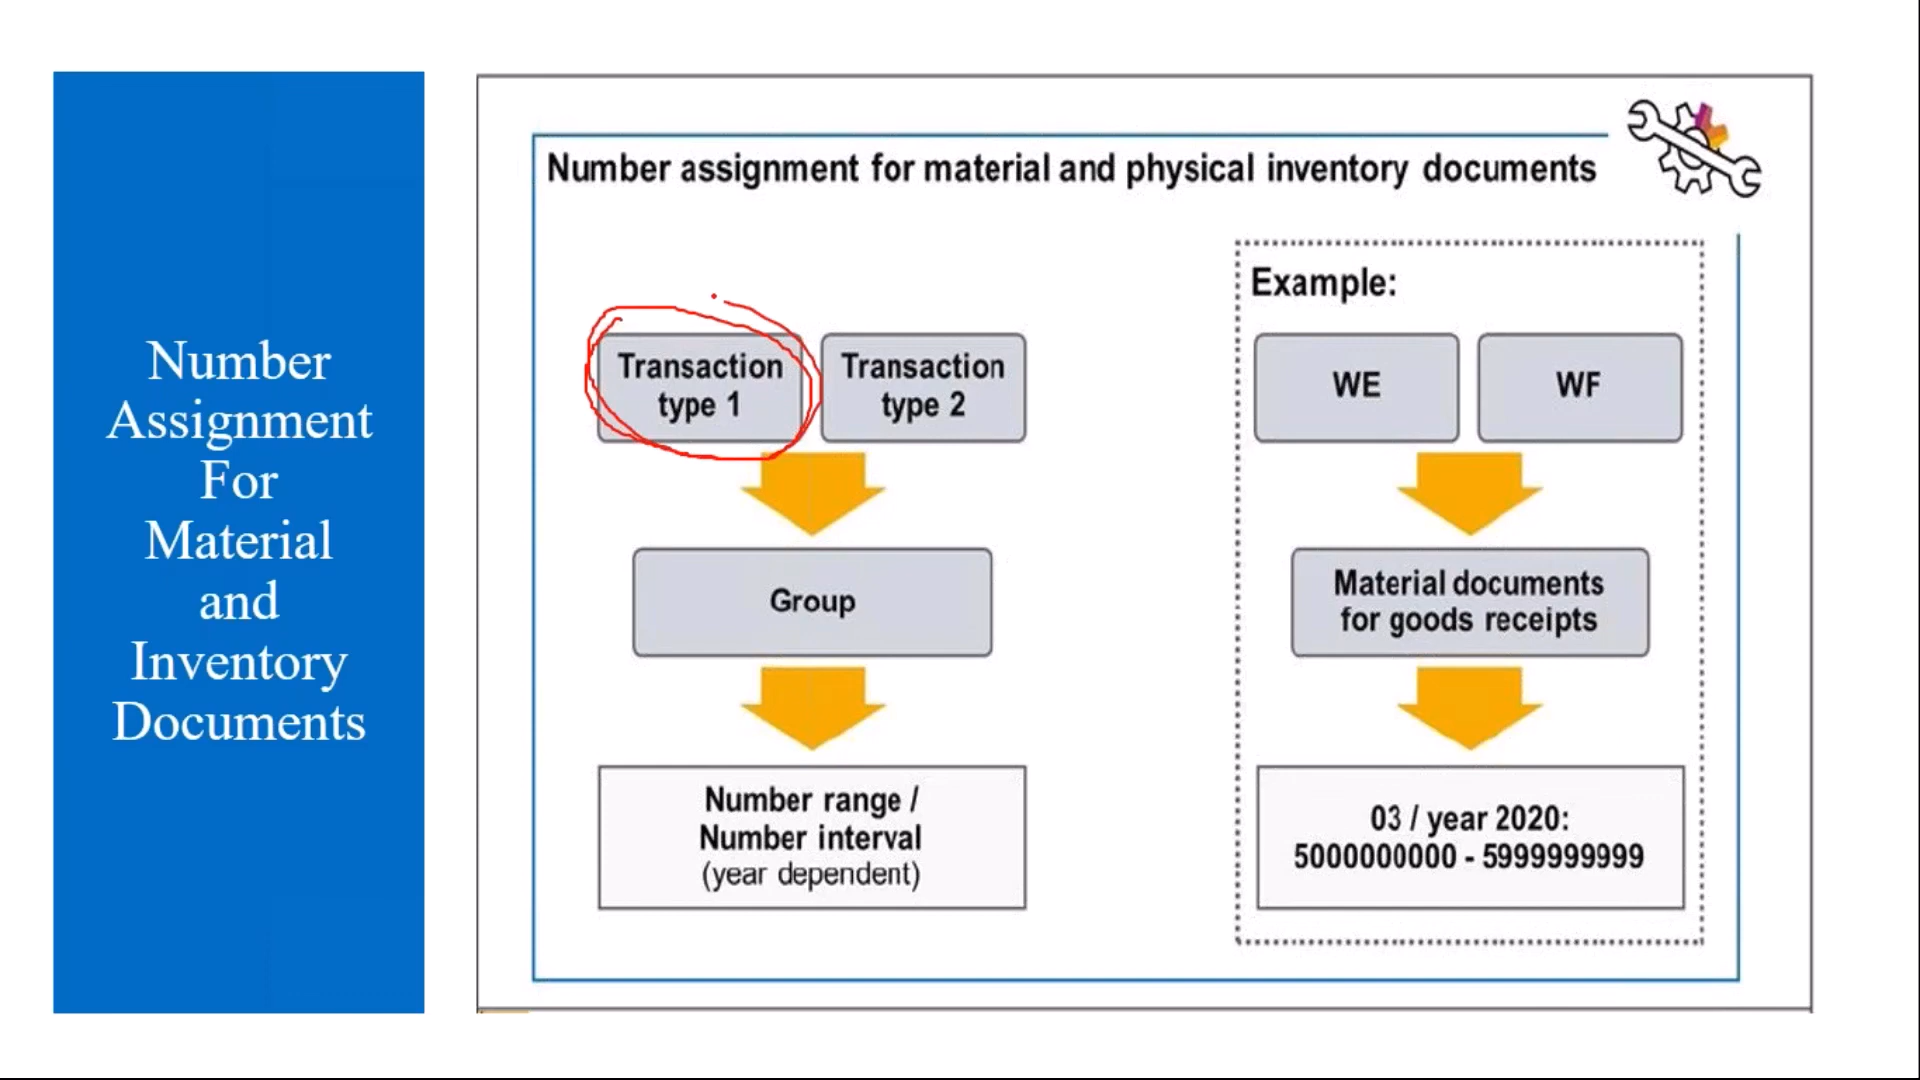 Number
Assignment
For
Material
and
Inventory
Documents
Number assignment for material and physical inventory documents
Transaction
type 1
Transaction
type 2
Group
Number range /
Number interval
(year dependent)
Example:
WE
WF
Material documents
for goods receipts
03 / year 2020:
5000000000 - 5999999999